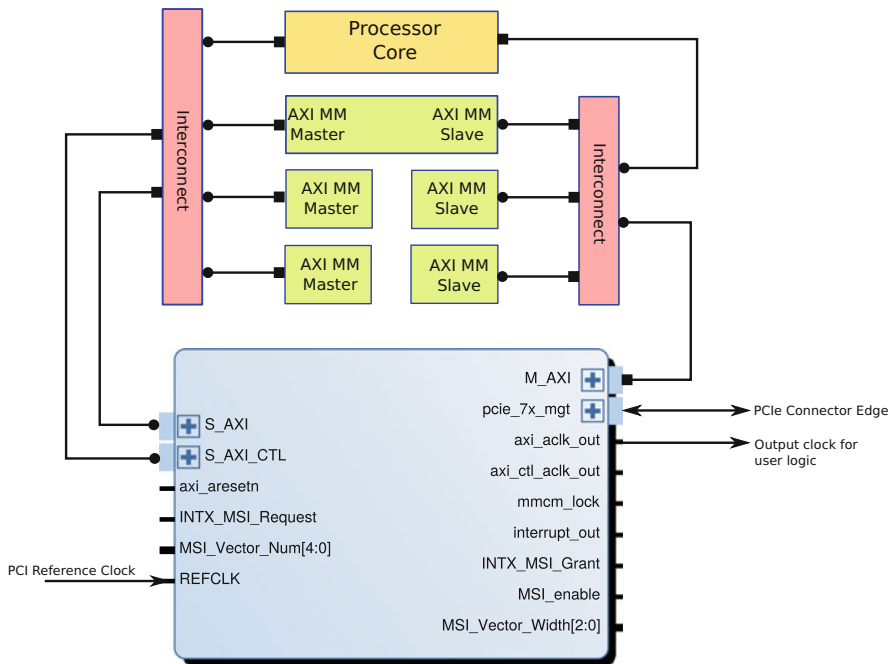 Processor
Core
Interconnect
AXI MM
Master
AXI MM
Slave
Interconnect
AXI MM
Master
AXI MM
Slave
AXI MM
Master
AXI MM
Slave
M_AXI
pcie_7x_mgt
PCIe Connector Edge
S_AXI
axi_aclk_out
Output clock for
user logic
S_AXI_CTL
axi_ctl_aclk_out
axi_aresetn
mmcm_lock
INTX_MSI_Request
interrupt_out
MSI_Vector_Num[4:0]
INTX_MSI_Grant
PCI Reference Clock
REFCLK
MSI_enable
MSI_Vector_Width[2:0]